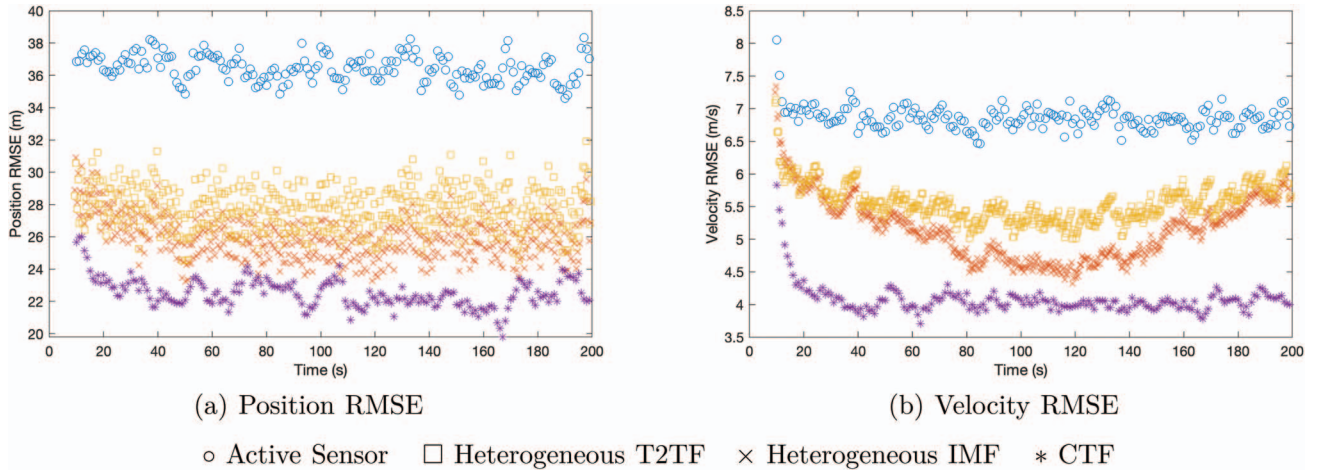 40
38
36
34
32
30
28
26
24
22
20
Position RMSE (m)
0 20 40 60 80 100 120 140 160 180 200
Time (s)
8.5
8
7.5
7
6.5
6
5.5
5
4.5
4
3.5
Velocity RMSE (m/s)
0 20 40 60 80 100 120 140 160 180 200
Time (s)
(a) Position RMSE
(b) Velocity RMSE
○ Active Sensor □ Heterogeneous T2TF × Heterogeneous IMF * CTF